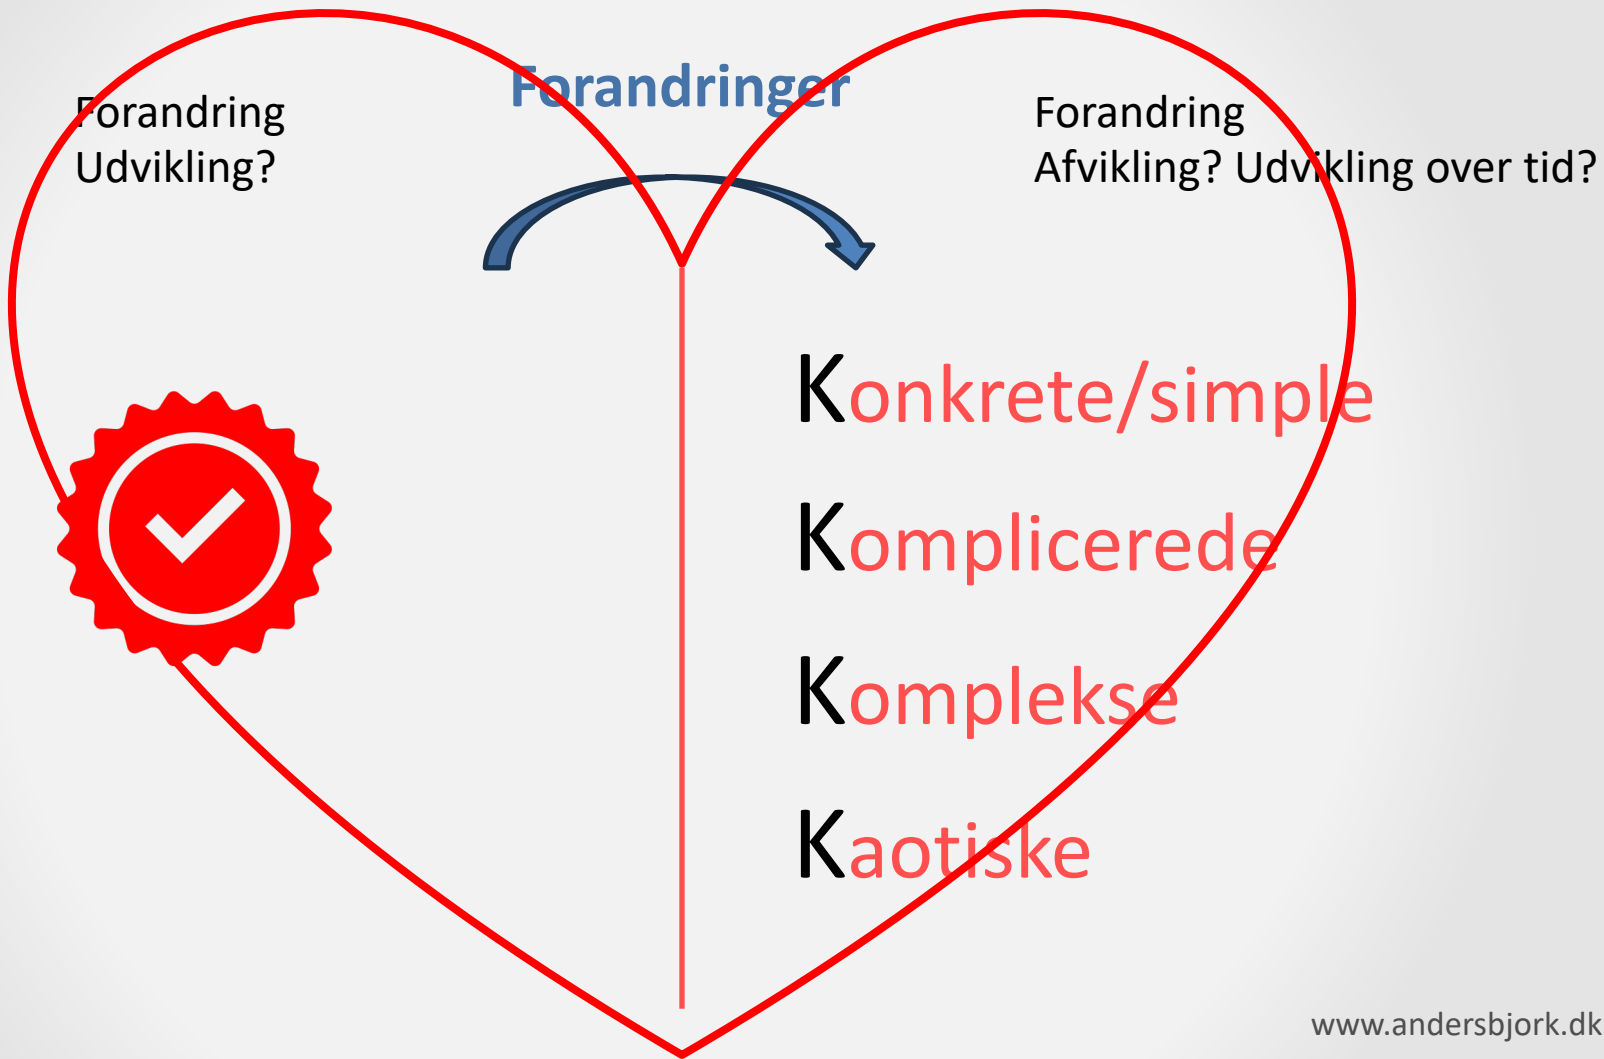 Forandringer
Forandring
Udvikling?
Forandring
Afvikling? Udvikling over tid?
Konkrete/simple
Komplicerede
Komplekse
Kaotiske
www.andersbjork.dk